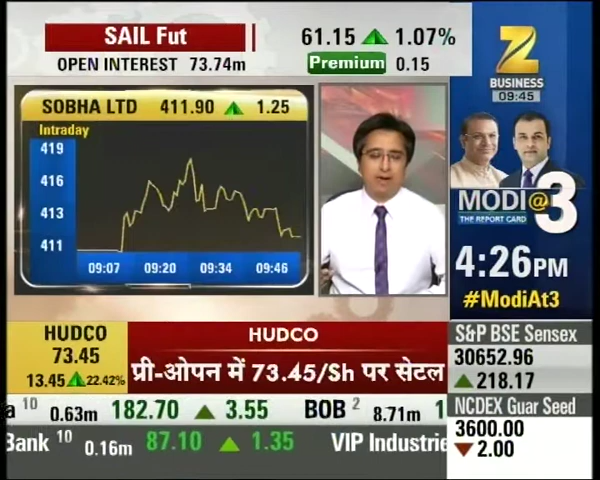 SAIL Fut
61.15 1.07%
OPEN INTEREST 73.74m
Premium 0.15
Z
BUSINESS
09:45
SOBHA LTD 411.90 1.25
Intraday
419
416
413
411
09:07 09:20 09:34 09:46
MODI@3
THE REPORT CARD
4:26PM
#ModiAt3
HUDCO
73.45
13.45 22.42%
HUDCO
प्री-ओपन में 73.45/Sh पर सेटल
S&P BSE Sensex
30652.96
218.17
NCDEX Guar Seed
3600.00
2.00
a 10 0.63m 182.70 3.55 BOB 2 8.71m 1
Bank 10 0.16m 87.10 1.35 VIP Industrie